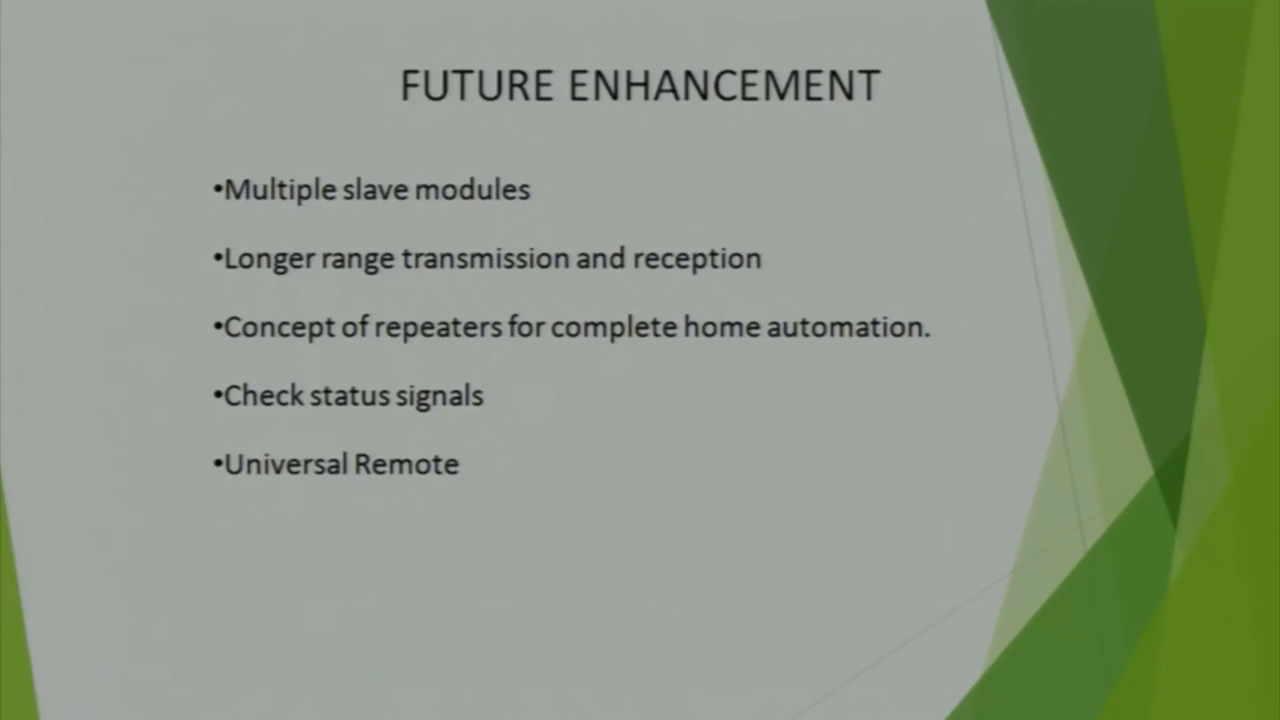 FUTURE ENHANCEMENT
•Multiple slave modules
•Longer range transmission and reception
•Concept of repeaters for complete home automation.
•Check status signals
•Universal Remote